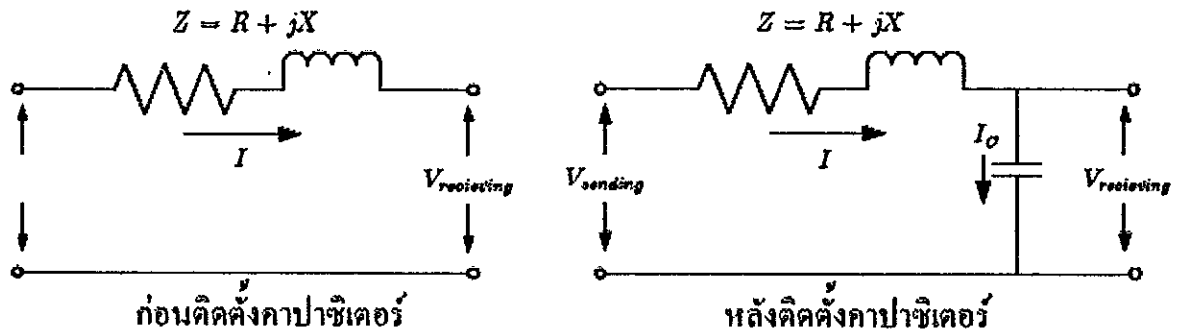 Z = R + jX
I
V_recieving
ก่อนติดตั้งคาปาซิเตอร์
Z = R + jX
I
I_C
V_sending
V_recieving
หลังติดตั้งคาปาซิเตอร์